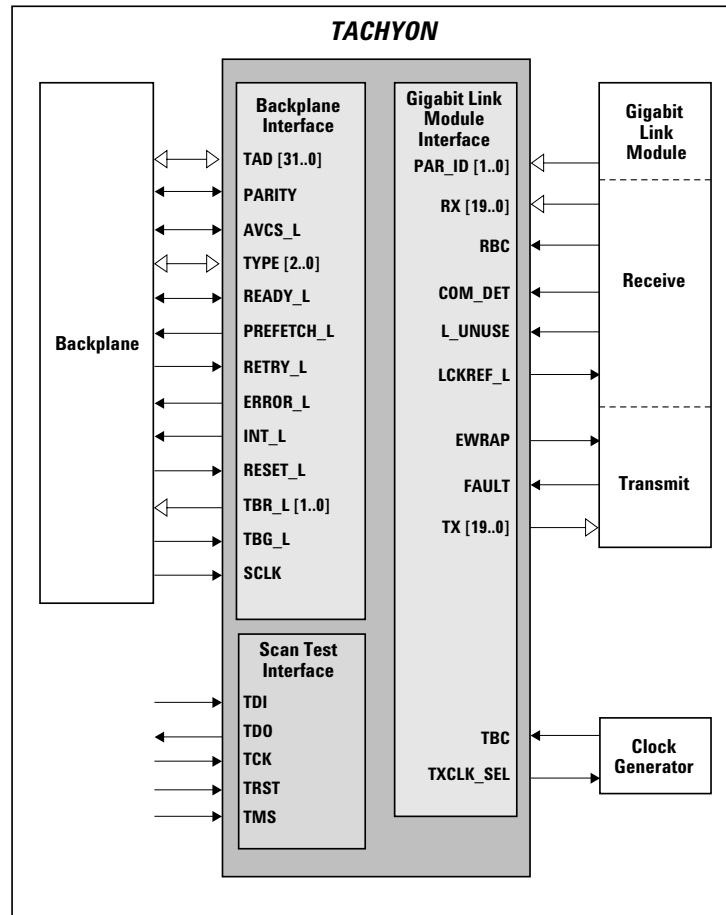 TACHYON
Backplane
Backplane
Interface
TAD [31..0]
PARITY
AVCS_L
TYPE [2..0]
READY_L
PREFETCH_L
RETRY_L
ERROR_L
INT_L
RESET_L
TBR_L [1..0]
TBG_L
SCLK
Scan Test
Interface
TDI
TDO
TCK
TRST
TMS
Gigabit Link
Module
Interface
PAR_ID [1..0]
RX [19..0]
RBC
COM_DET
L_UNUSE
LCKREF_L
EWRAP
FAULT
TX [19..0]
TBC
TXCLK_SEL
Gigabit
Link
Module
Receive
Transmit
Clock
Generator